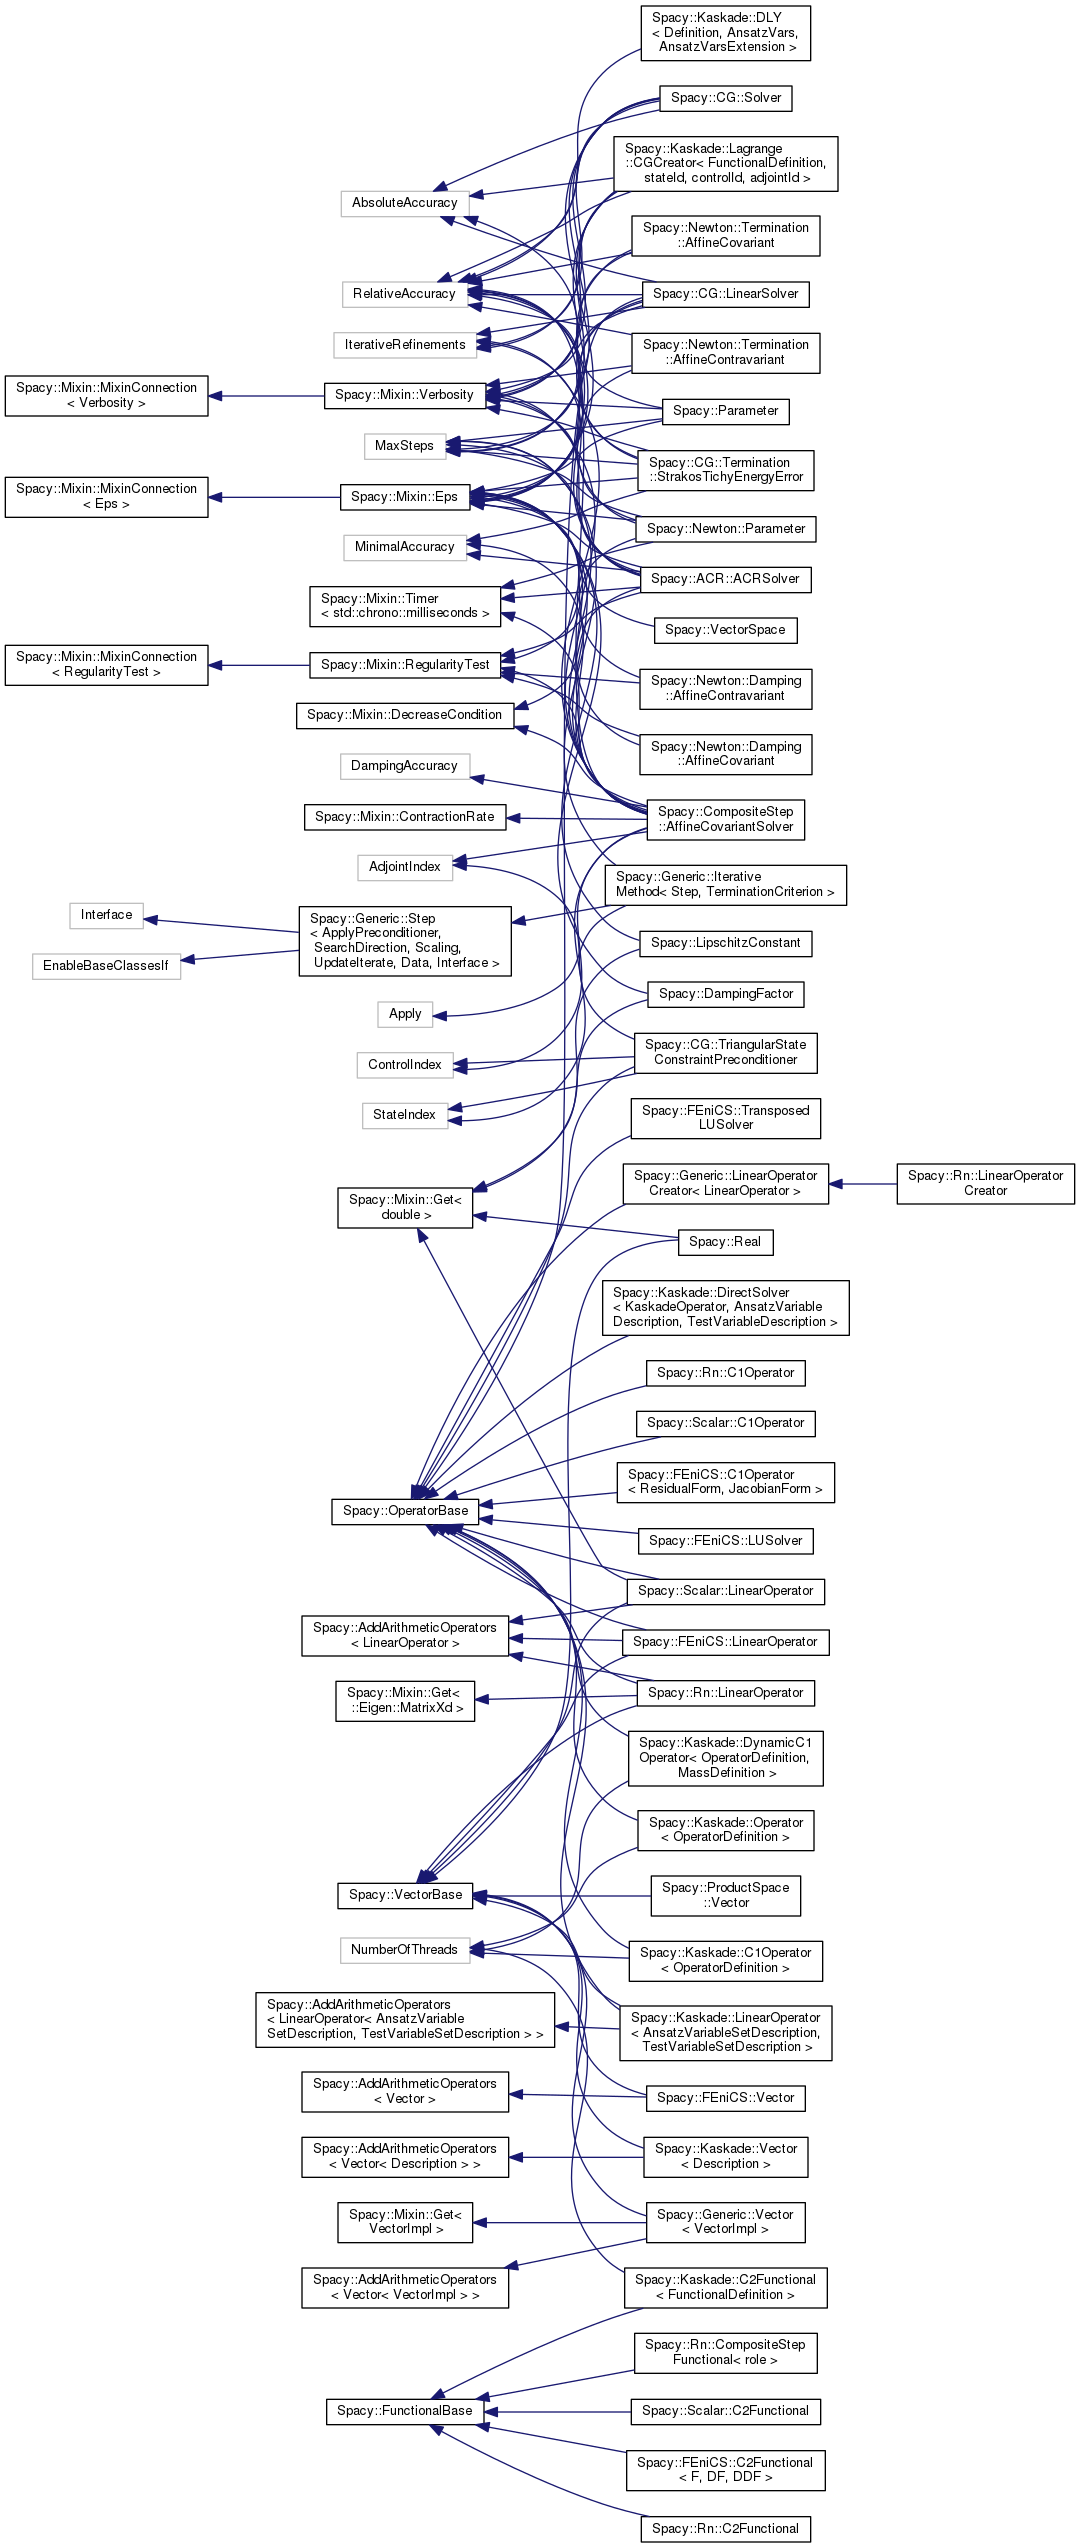 Spacy::Mixin::MixinConnection
< Verbosity >
Spacy::Mixin::MixinConnection
< Eps >
Spacy::Mixin::MixinConnection
< RegularityTest >
Interface
EnableBaseClassesIf
AbsoluteAccuracy
RelativeAccuracy
IterativeRefinements
Spacy::Mixin::Verbosity
MaxSteps
Spacy::Mixin::Eps
MinimalAccuracy
Spacy::Mixin::Timer
< std::chrono::milliseconds >
Spacy::Mixin::RegularityTest
Spacy::Mixin::DecreaseCondition
DampingAccuracy
Spacy::Mixin::ContractionRate
AdjointIndex
Spacy::Generic::Step
< ApplyPreconditioner,
SearchDirection, Scaling,
UpdateIterate, Data, Interface >
Apply
ControlIndex
StateIndex
Spacy::Mixin::Get<
double >
Spacy::OperatorBase
Spacy::AddArithmeticOperators
< LinearOperator >
Spacy::Mixin::Get<
::Eigen::MatrixXd >
Spacy::VectorBase
NumberOfThreads
Spacy::AddArithmeticOperators
< LinearOperator< AnsatzVariable
SetDescription, TestVariableSetDescription > >
Spacy::AddArithmeticOperators
< Vector >
Spacy::AddArithmeticOperators
< Vector< Description > >
Spacy::Mixin::Get<
VectorImpl >
Spacy::AddArithmeticOperators
< Vector< VectorImpl > >
Spacy::FunctionalBase
Spacy::Kaskade::DLY
< Definition, AnsatzVars,
AnsatzVarsExtension >
Spacy::CG::Solver
Spacy::Kaskade::Lagrange
::CGCreator< FunctionalDefinition,
stateId, controlId, adjointId >
Spacy::Newton::Termination
::AffineCovariant
Spacy::CG::LinearSolver
Spacy::Newton::Termination
::AffineContravariant
Spacy::Parameter
Spacy::CG::Termination
::StrakosTichyEnergyError
Spacy::Newton::Parameter
Spacy::ACR::ACRSolver
Spacy::VectorSpace
Spacy::Newton::Damping
::AffineContravariant
Spacy::Newton::Damping
::AffineCovariant
Spacy::CompositeStep
::AffineCovariantSolver
Spacy::Generic::Iterative
Method< Step, TerminationCriterion >
Spacy::LipschitzConstant
Spacy::DampingFactor
Spacy::CG::TriangularState
ConstraintPreconditioner
Spacy::FEniCS::Transposed
LUSolver
Spacy::Generic::LinearOperator
Creator< LinearOperator >
Spacy::Real
Spacy::Kaskade::DirectSolver
< KaskadeOperator, AnsatzVariable
Description, TestVariableDescription >
Spacy::Rn::C1Operator
Spacy::Scalar::C1Operator
Spacy::FEniCS::C1Operator
< ResidualForm, JacobianForm >
Spacy::FEniCS::LUSolver
Spacy::Scalar::LinearOperator
Spacy::FEniCS::LinearOperator
Spacy::Rn::LinearOperator
Spacy::Kaskade::DynamicC1
Operator< OperatorDefinition,
MassDefinition >
Spacy::Kaskade::Operator
< OperatorDefinition >
Spacy::ProductSpace
::Vector
Spacy::Kaskade::C1Operator
< OperatorDefinition >
Spacy::Kaskade::LinearOperator
< AnsatzVariableSetDescription,
TestVariableSetDescription >
Spacy::FEniCS::Vector
Spacy::Kaskade::Vector
< Description >
Spacy::Generic::Vector
< VectorImpl >
Spacy::Kaskade::C2Functional
< FunctionalDefinition >
Spacy::Rn::CompositeStep
Functional< role >
Spacy::Scalar::C2Functional
Spacy::FEniCS::C2Functional
< F, DF, DDF >
Spacy::Rn::C2Functional
Spacy::Rn::LinearOperator
Creator